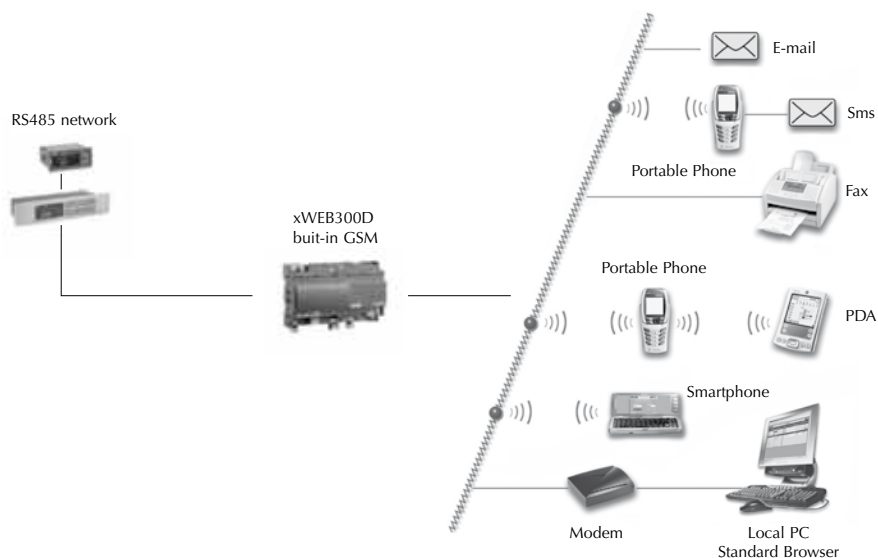 E-mail
RS485 network
Sms
Portable Phone
Fax
xWEB300D
buit-in GSM
Portable Phone
PDA
Smartphone
Modem
Local PC
Standard Browser